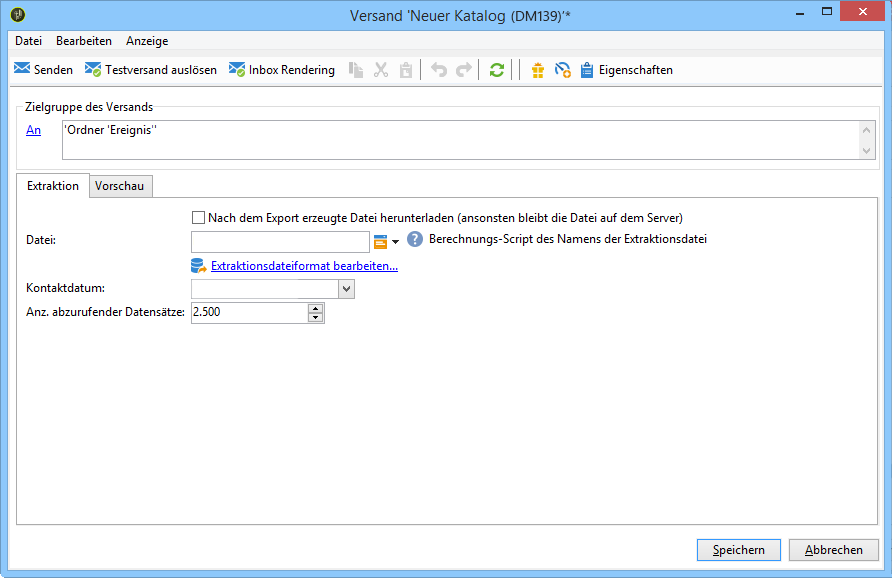 Versand 'Neuer Katalog (DM139)'*
Datei Bearbeiten Anzeige
Senden Testversand auslösen Inbox Rendering Eigenschaften
Zielgruppe des Versands
An 'Ordner 'Ereignis''
Extraktion Vorschau
Nach dem Export erzeugte Datei herunterladen (ansonsten bleibt die Datei auf dem Server)
Datei: Berechnungs-Script des Namens der Extraktionsdatei
Extraktionsdateiformat bearbeiten...
Kontaktdatum:
Anz. abzurufender Datensätze: 2.500
Speichern Abbrechen